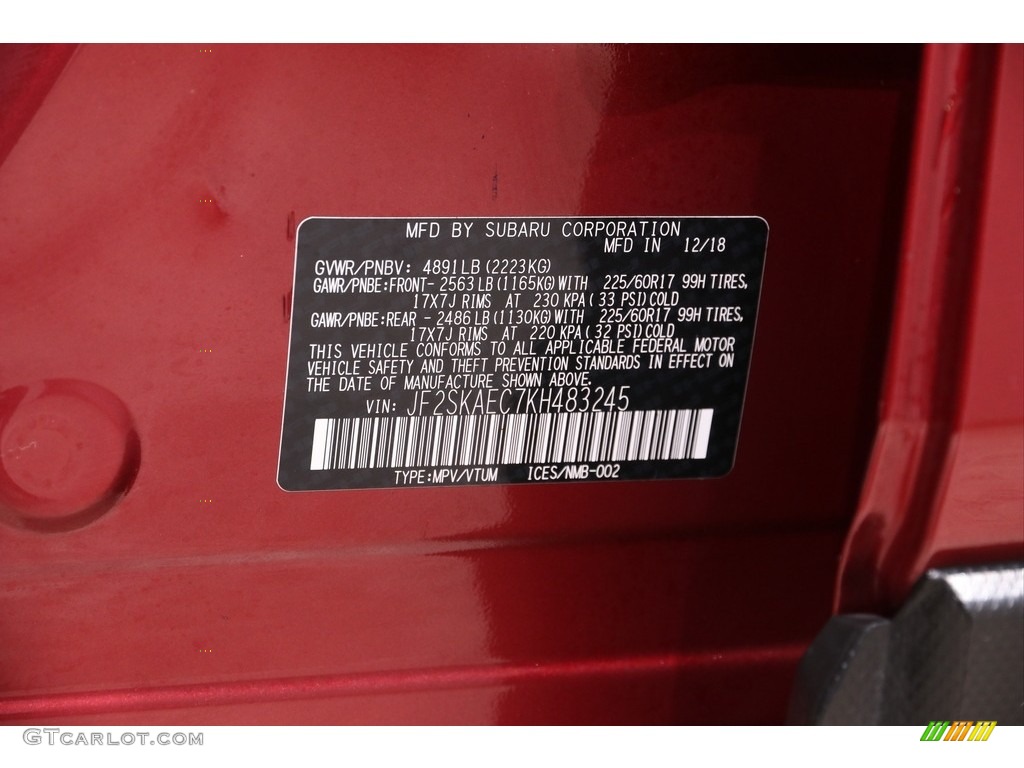 MFD BY SUBARU CORPORATION
MFD IN 12/18
GVWR/PNBV: 4891LB (2223KG)
GAWR/PNBE:FRONT- 2563 LB (1165KG) WITH 225/60R17 99H TIRES,
17X7J RIMS AT 230 KPA ( 33 PSI) COLD
GAWR/PNBE:REAR - 2486 LB (1130KG) WITH 225/60R17 99H TIRES,
17X7J RIMS AT 220 KPA ( 32 PSI) COLD
THIS VEHICLE CONFORMS TO ALL APPLICABLE FEDERAL MOTOR
VEHICLE SAFETY AND THEFT PREVENTION STANDARDS IN EFFECT ON
THE DATE OF MANUFACTURE SHOWN ABOVE.
VIN: JF2SKAEC7KH483245
TYPE:MPV/VTUM ICES/NMB-002
GTCARLOT.COM